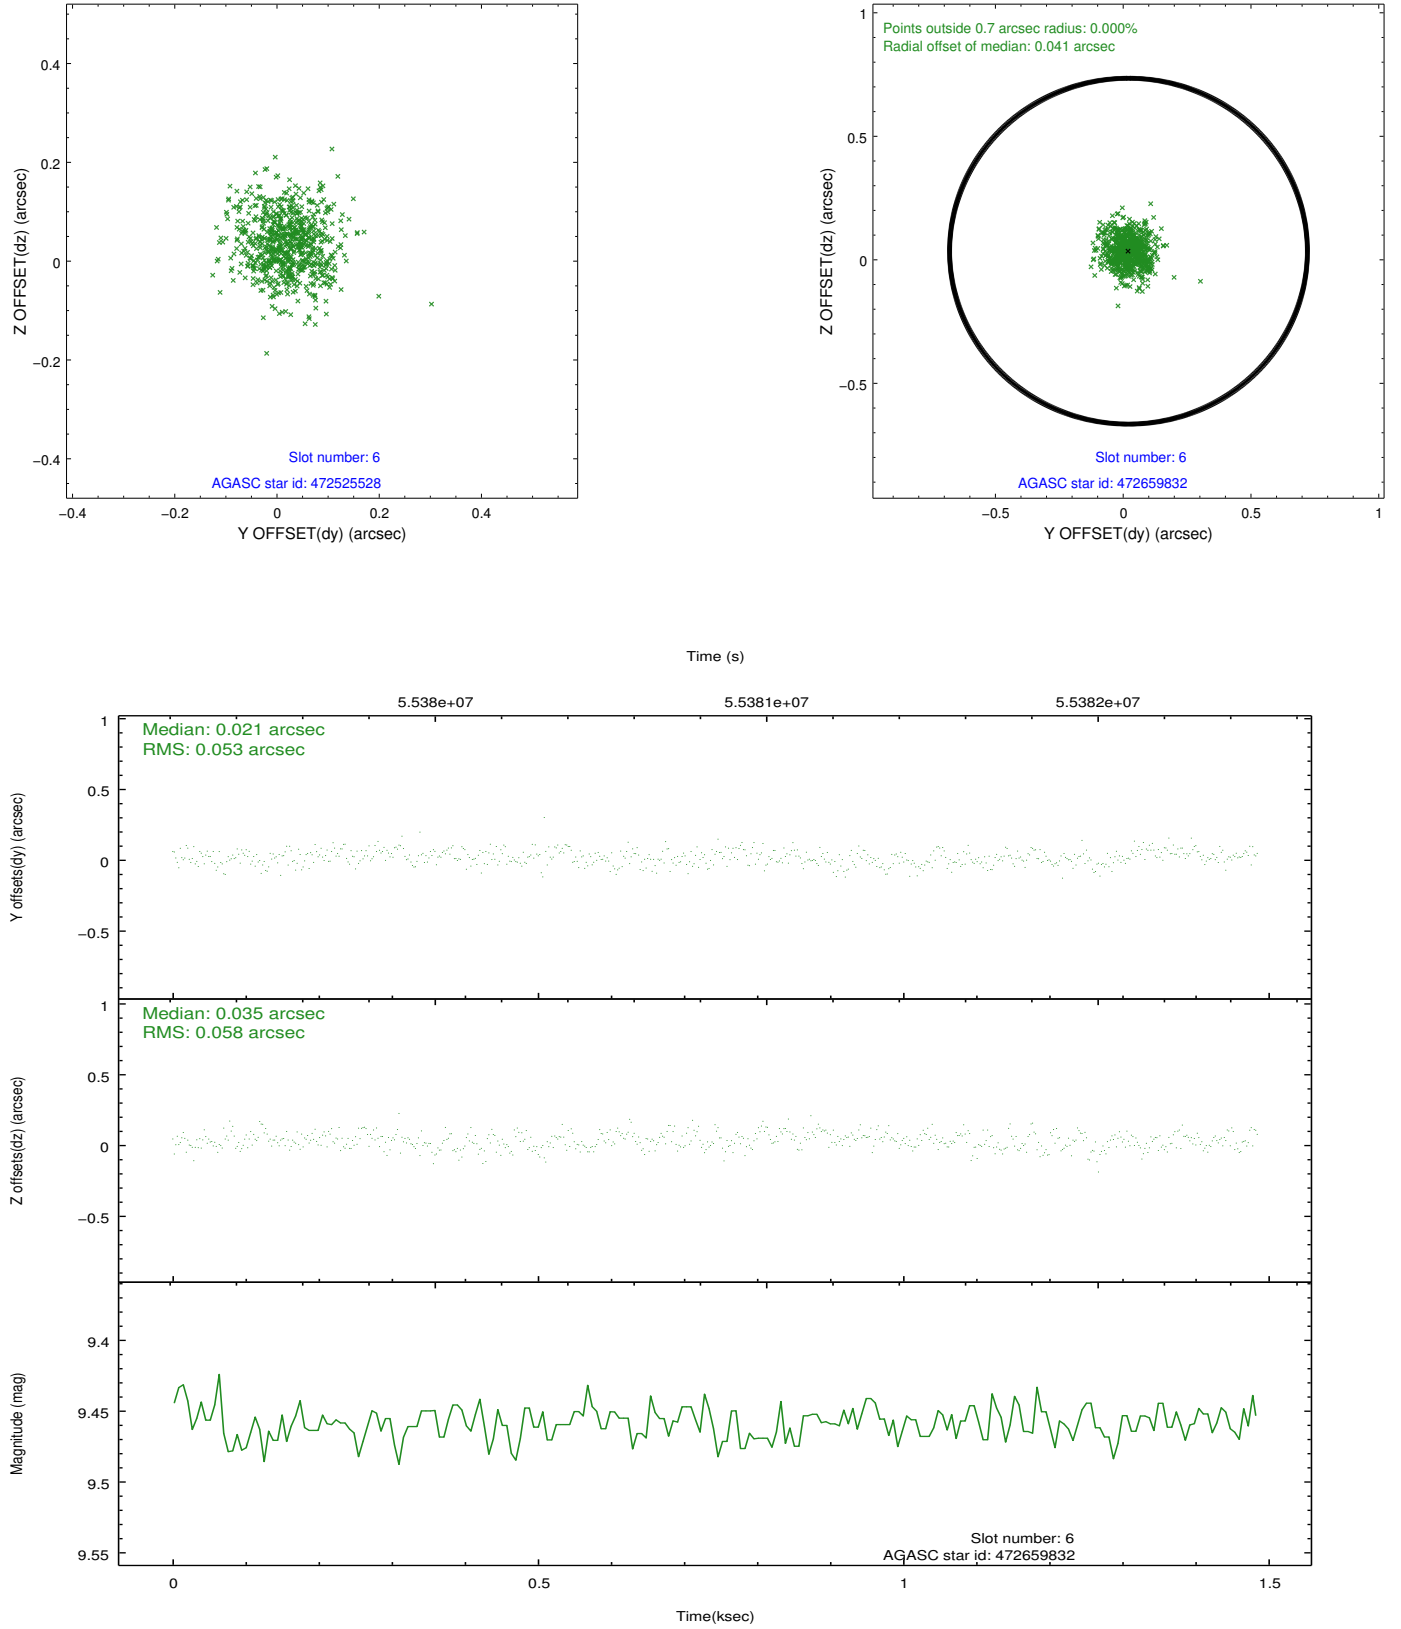 0.4
0.2
0
−0.2
−0.4
Z OFFSET(dz) (arcsec)
Slot number: 6
AGASC star id: 472525528
−0.4 −0.2 0 0.2 0.4
Y OFFSET(dy) (arcsec)
1
0.5
0
−0.5
Z OFFSET(dz) (arcsec)
Points outside 0.7 arcsec radius: 0.000%
Radial offset of median: 0.041 arcsec
Slot number: 6
AGASC star id: 472659832
−0.5 0 0.5 1
Y OFFSET(dy) (arcsec)
Time (s)
5.538e+07 5.5381e+07 5.5382e+07
Median: 0.021 arcsec
RMS: 0.053 arcsec
1
0.5
0
−0.5
Y offsets(dy) (arcsec)
Median: 0.035 arcsec
RMS: 0.058 arcsec
1
0.5
0
−0.5
Z offsets(dz) (arcsec)
9.4
9.45
9.5
9.55
Magnitude (mag)
Slot number: 6
AGASC star id: 472659832
0 0.5 1 1.5
Time(ksec)